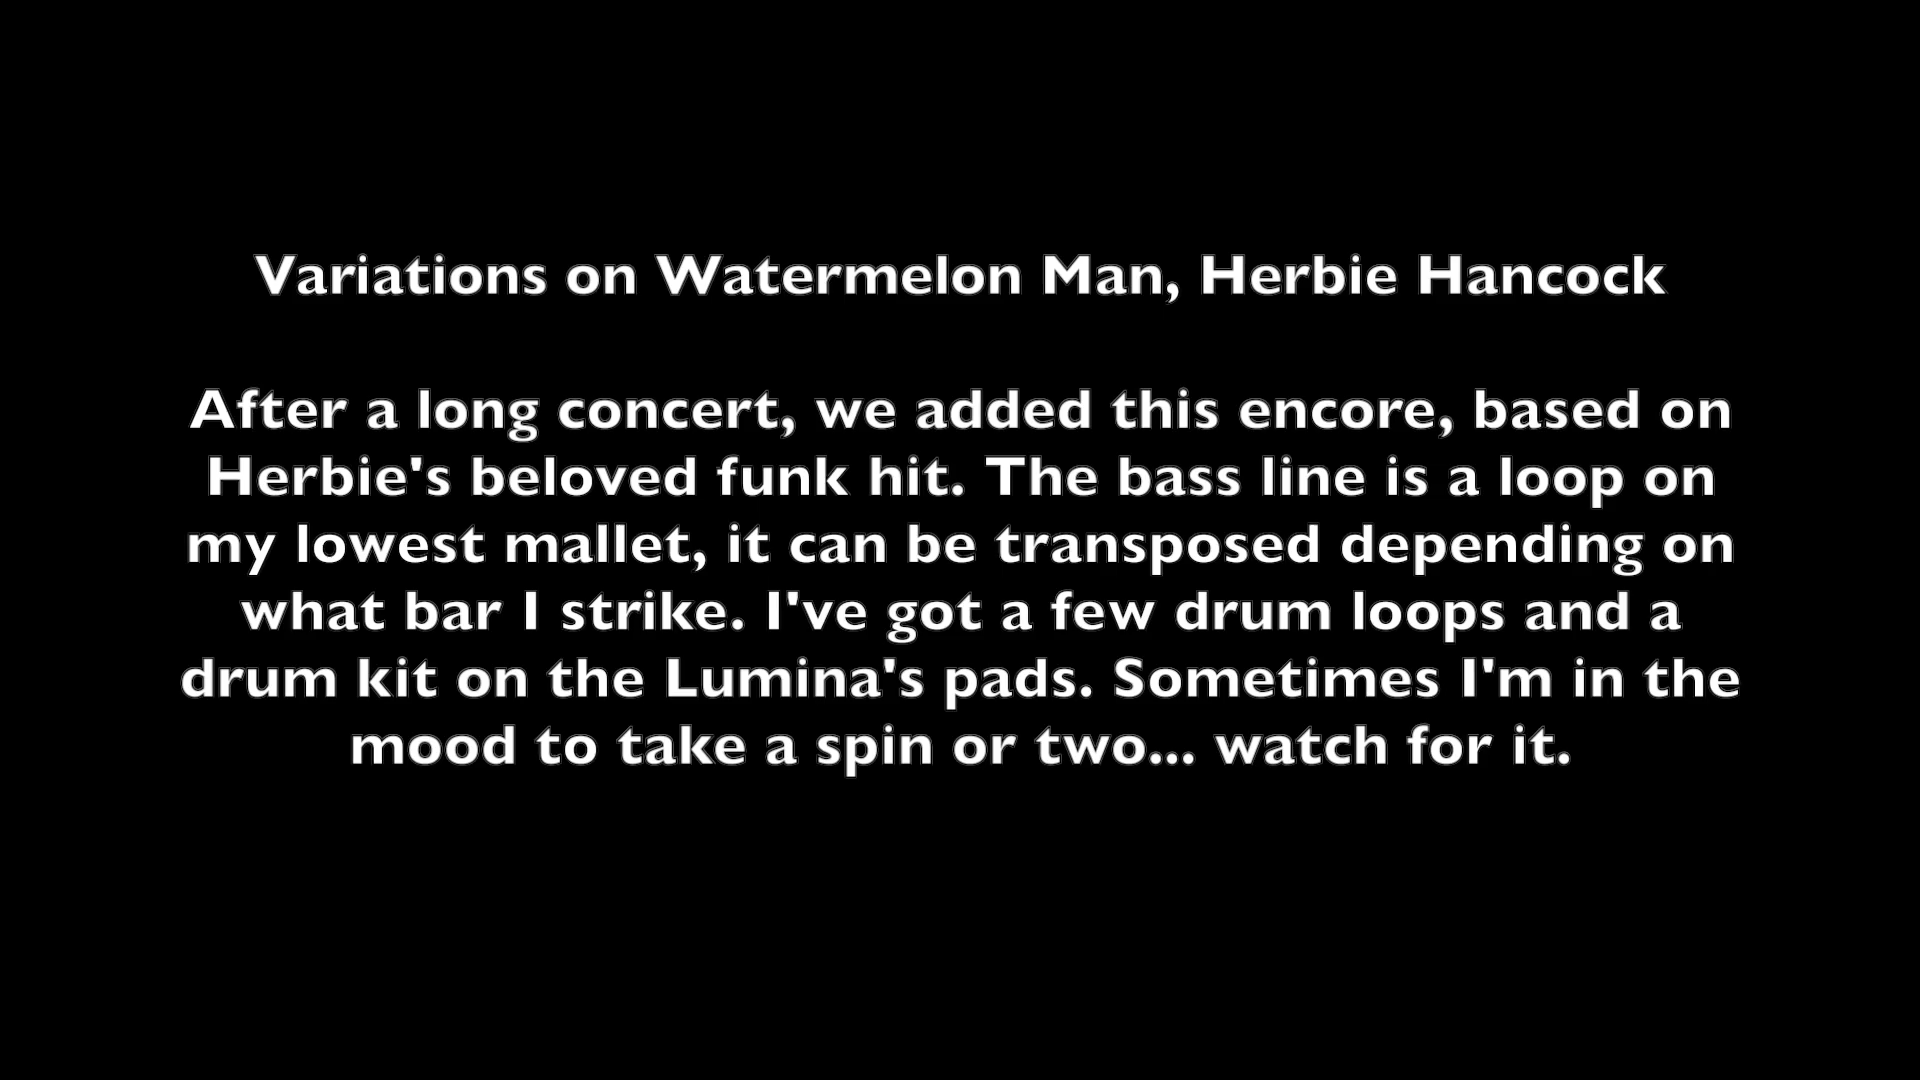 Variations on Watermelon Man, Herbie Hancock
After a long concert, we added this encore, based on
Herbie's beloved funk hit. The bass line is a loop on
my lowest mallet, it can be transposed depending on
what bar I strike. I've got a few drum loops and a
drum kit on the Lumina's pads. Sometimes I'm in the
mood to take a spin or two... watch for it.